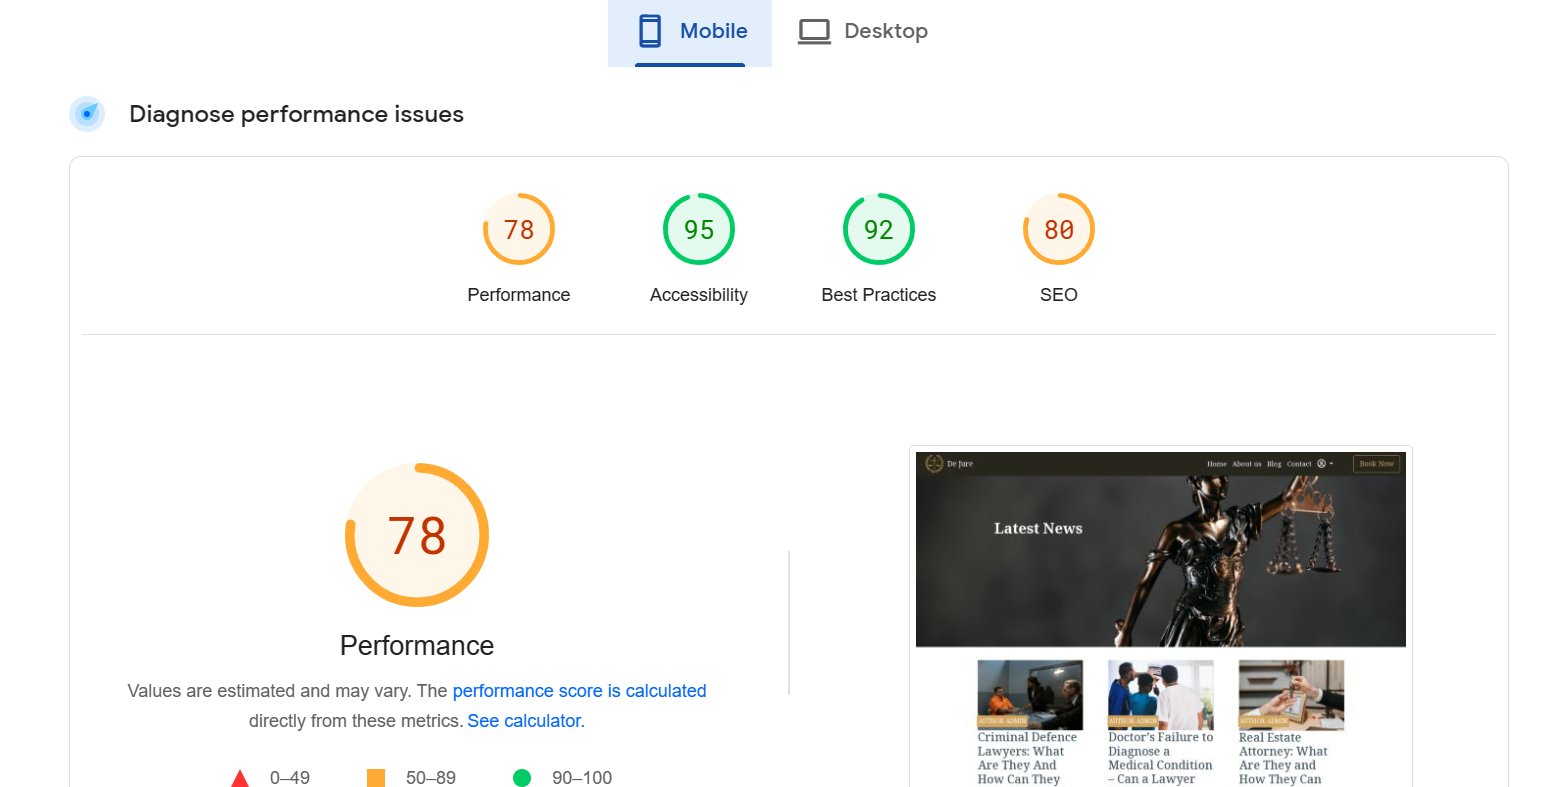 Mobile
Desktop
Diagnose performance issues
78
95
92
80
Performance
Accessibility
Best Practices
SEO
78
Performance
Values are estimated and may vary. The performance score is calculated
directly from these metrics. See calculator.
0–49
50–89
90–100
De Jure
Home About us Blog Contact
Book Now
Latest News
AUTHOR: ADMIN
Criminal Defence
Lawyers: What
Are They And
How Can They
AUTHOR: ADMIN
Doctor's Failure to
Diagnose a
Medical Condition
– Can a Lawyer
AUTHOR: ADMIN
Real Estate
Attorney: What
Are They and
How They Can